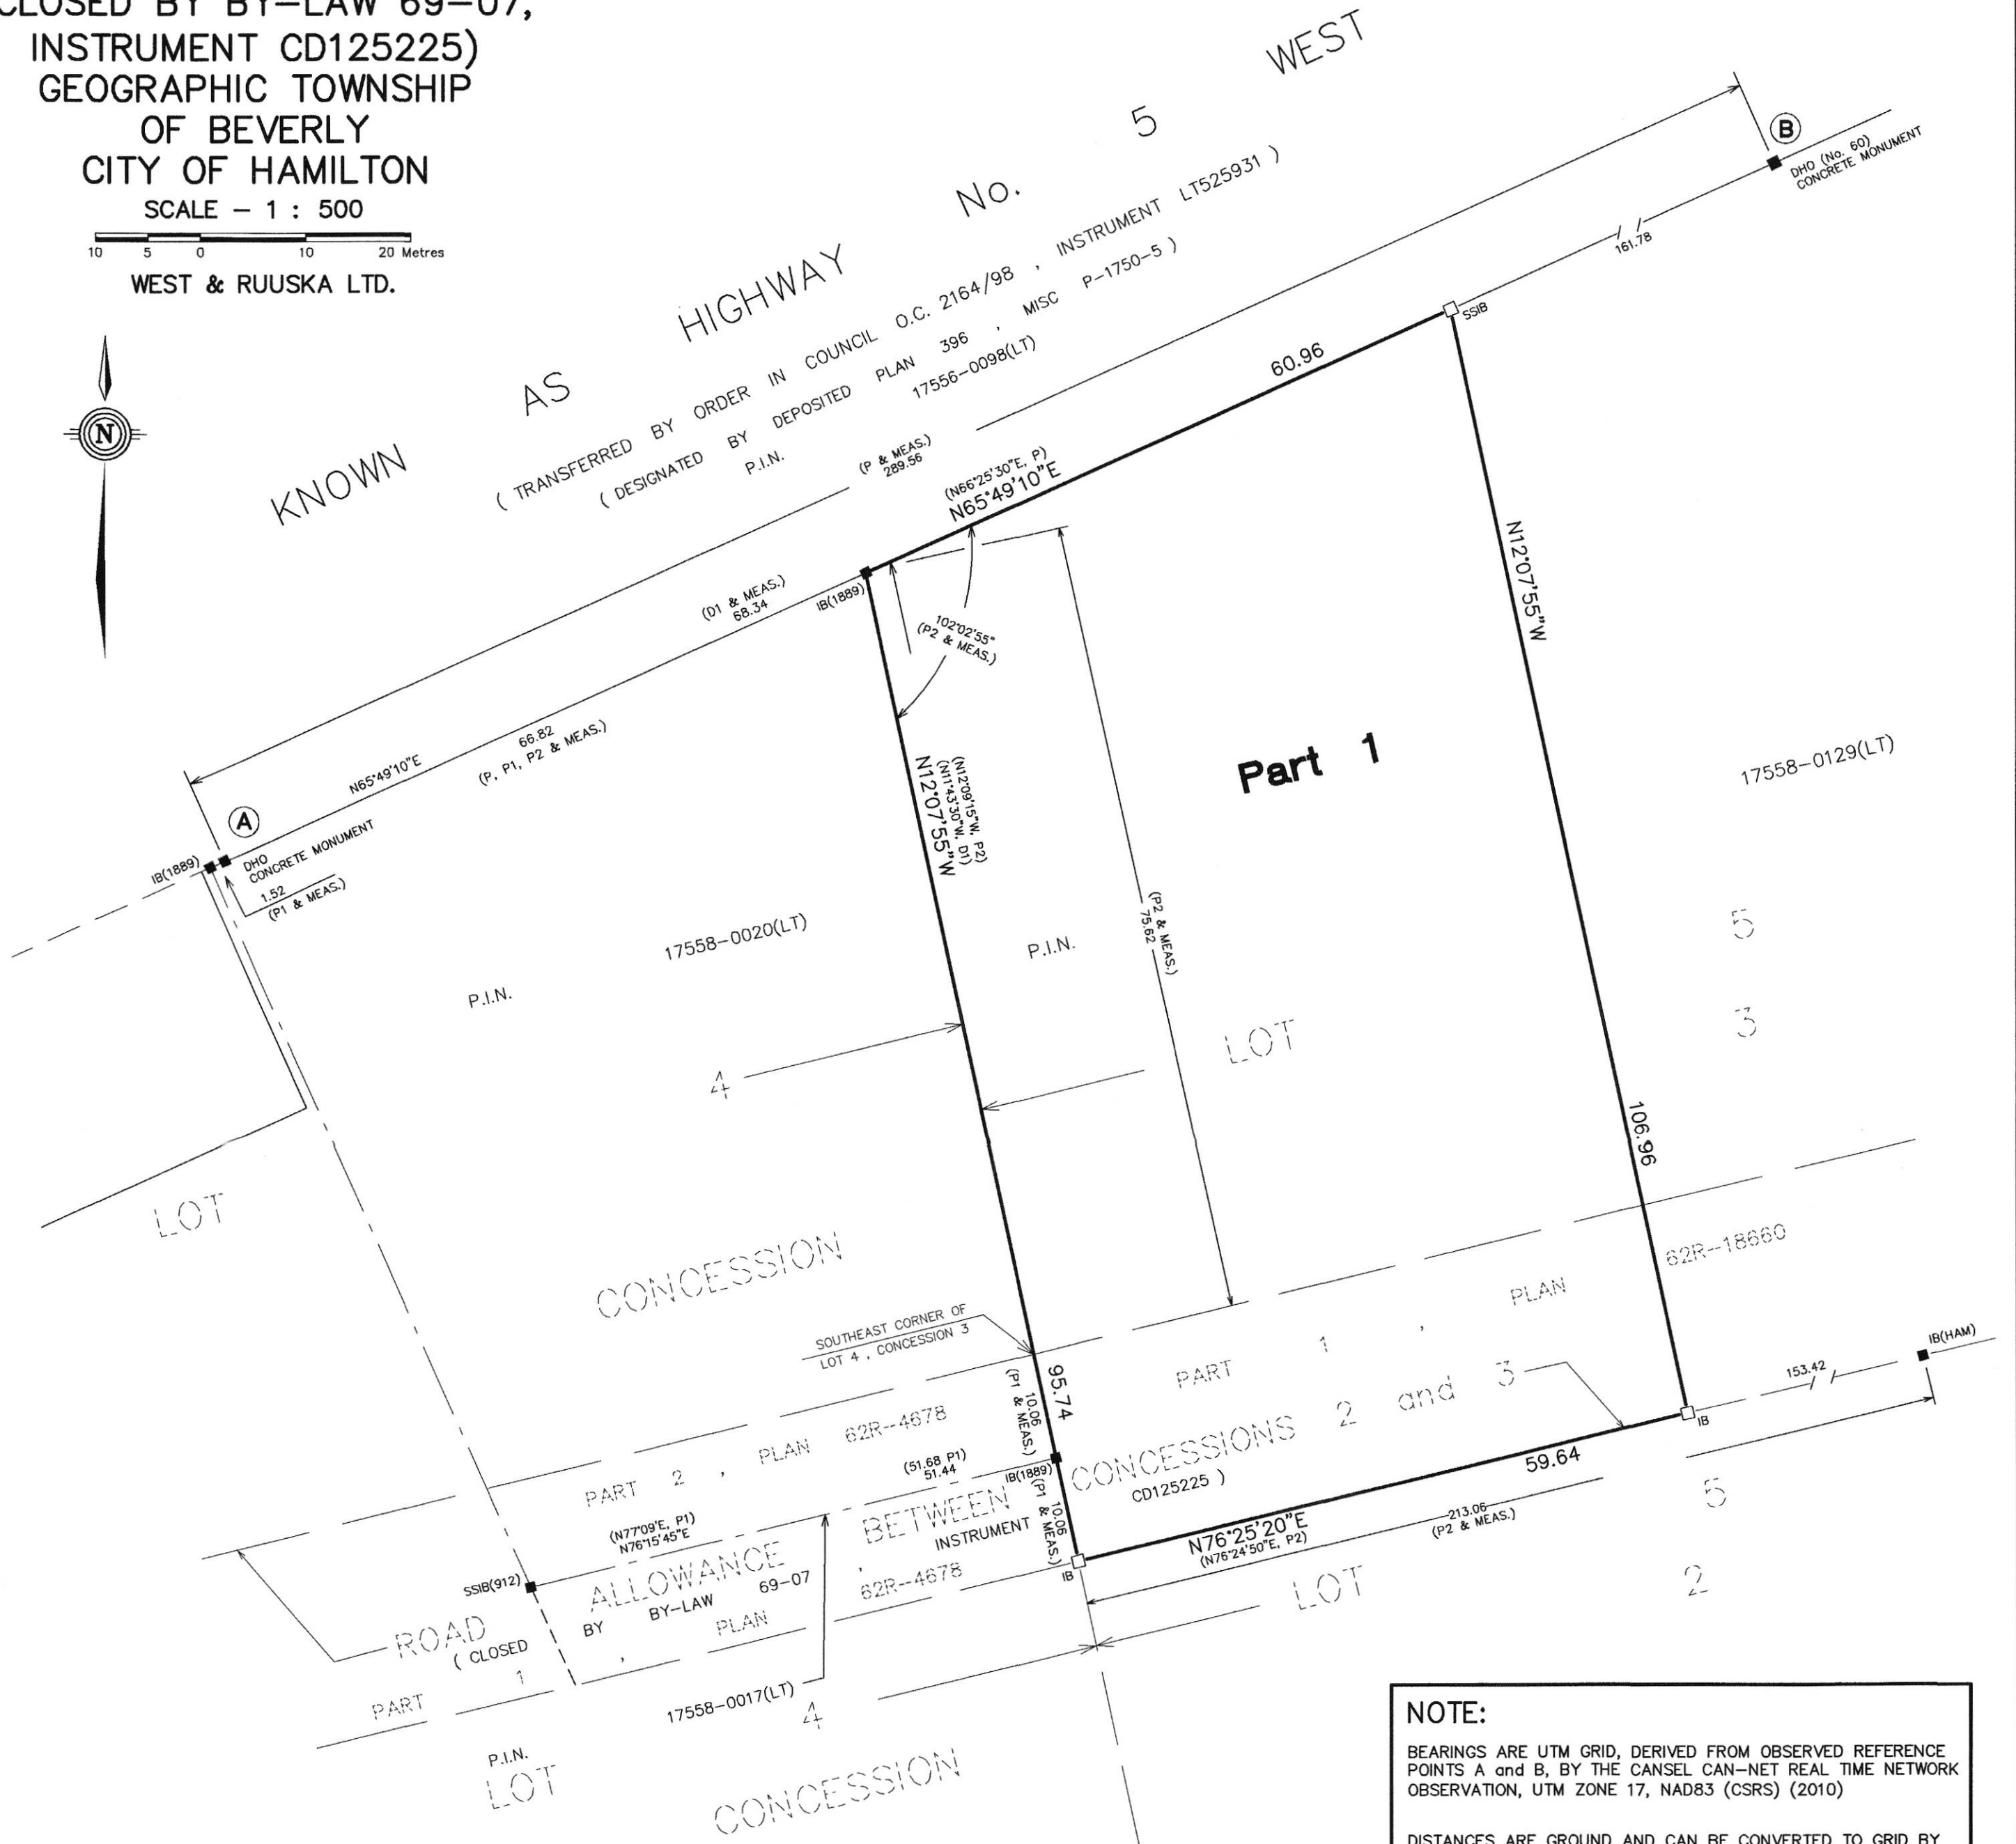 CLOSED BY BY-LAW 69-07,
INSTRUMENT CD125225)
GEOGRAPHIC TOWNSHIP
OF BEVERLY
CITY OF HAMILTON
SCALE - 1 : 500
10 5 0 10 20 Metres
WEST & RUUSKA LTD.
N
KNOWN AS HIGHWAY No. 5 WEST
( TRANSFERRED BY ORDER IN COUNCIL O.C. 2164/98 , INSTRUMENT LT525931 )
( DESIGNATED BY DEPOSITED PLAN 396 , MISC P-1750-5 )
P.I.N. 17556-0098(LT)
(P & MEAS.)
289.56
B
DHO (No. 60)
CONCRETE MONUMENT
161.78
SSIB
60.96
(N66°25'30"E, P)
N65°49'10"E
IB(1889)
(D1 & MEAS.)
68.34
102°02'55"
(P2 & MEAS.)
N65°49'10"E
66.82
(P, P1, P2 & MEAS.)
A
IB(1889)
DHO
CONCRETE MONUMENT
1.52
(P1 & MEAS.)
N12°07'55"W
(N12°09'15"W, P2)
(N11°43'30"W, D1)
N12°07'55"W
Part 1
17558-0129(LT)
17558-0020(LT)
P.I.N.
P.I.N.
(P2 & MEAS.)
75.62
5
3
LOT
4
106.96
LOT
CONCESSION
62R-18660
SOUTHEAST CORNER OF
LOT 4 , CONCESSION 3
PART 1 , PLAN
95.74
10.06
(P1 & MEAS.)
IB(HAM)
153.42
IB
PART 2 , PLAN 62R-4678
(51.68 P1)
51.44
IB(1889)
10.06
(P1 & MEAS.)
ROAD ALLOWANCE BETWEEN CONCESSIONS 2 and 3
( CLOSED BY BY-LAW 69-07 , INSTRUMENT CD125225 )
(N77°09'E, P1)
N76°15'45"E
SSIB(912)
59.64
N76°25'20"E
(N76°24'50"E, P2)
213.06
(P2 & MEAS.)
IB
PART 1 , PLAN 62R-4678
LOT 5
2
17558-0017(LT)
P.I.N.
LOT 4
CONCESSION
NOTE:
BEARINGS ARE UTM GRID, DERIVED FROM OBSERVED REFERENCE
POINTS A and B, BY THE CANSEL CAN-NET REAL TIME NETWORK
OBSERVATION, UTM ZONE 17, NAD83 (CSRS) (2010)
DISTANCES ARE GROUND AND CAN BE CONVERTED TO GRID BY